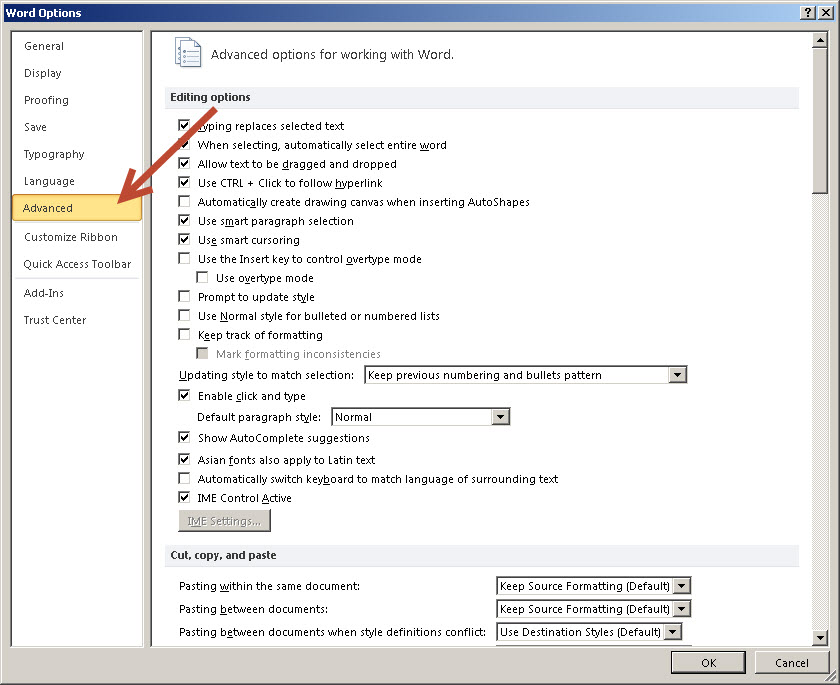 Word Options
General
Display
Proofing
Save
Typography
Language
Advanced
Customize Ribbon
Quick Access Toolbar
Add-Ins
Trust Center
Advanced options for working with Word.
Editing options
Typing replaces selected text
When selecting, automatically select entire word
Allow text to be dragged and dropped
Use CTRL + Click to follow hyperlink
Automatically create drawing canvas when inserting AutoShapes
Use smart paragraph selection
Use smart cursoring
Use the Insert key to control overtype mode
Use overtype mode
Prompt to update style
Use Normal style for bulleted or numbered lists
Keep track of formatting
Mark formatting inconsistencies
Updating style to match selection: Keep previous numbering and bullets pattern
Enable click and type
Default paragraph style: Normal
Show AutoComplete suggestions
Asian fonts also apply to Latin text
Automatically switch keyboard to match language of surrounding text
IME Control Active
IME Settings...
Cut, copy, and paste
Pasting within the same document: Keep Source Formatting (Default)
Pasting between documents: Keep Source Formatting (Default)
Pasting between documents when style definitions conflict: Use Destination Styles (Default)
OK Cancel